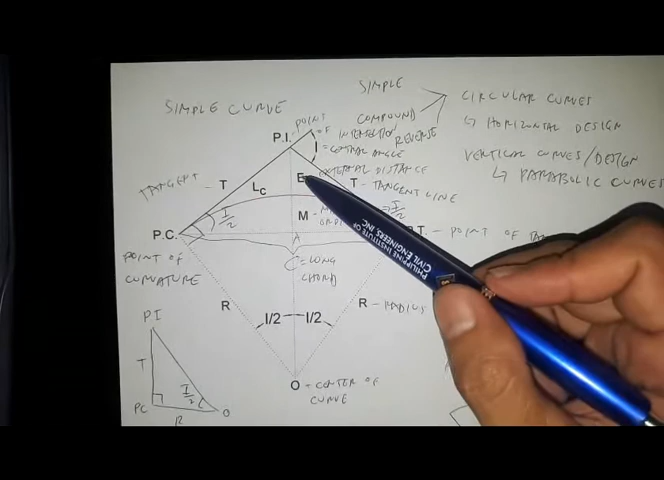 SIMPLE
SIMPLE CURVE
COMPOUND
REVERSE
CIRCULAR CURVES
↳ HORIZONTAL DESIGN
VERTICAL CURVES/DESIGN
↳ PARABOLIC CURVES
P.I.
POINT
OF
INTERSECTION
I
= CENTRAL ANGLE
E
EXTERNAL DISTANCE
TANGENT - T
LC
T - TANGENT LINE
I/2
I/2
M -
P.C.
POINT OF
CURVATURE
- POINT OF
C = LONG
CHORD
R
R - RADIUS
I/2
I/2
O - CENTER OF
CURVE
P.I
T
I/2
PC
R
O
PHILIPPINE INSTITUTE OF
CIVIL ENGINEERS, INC.